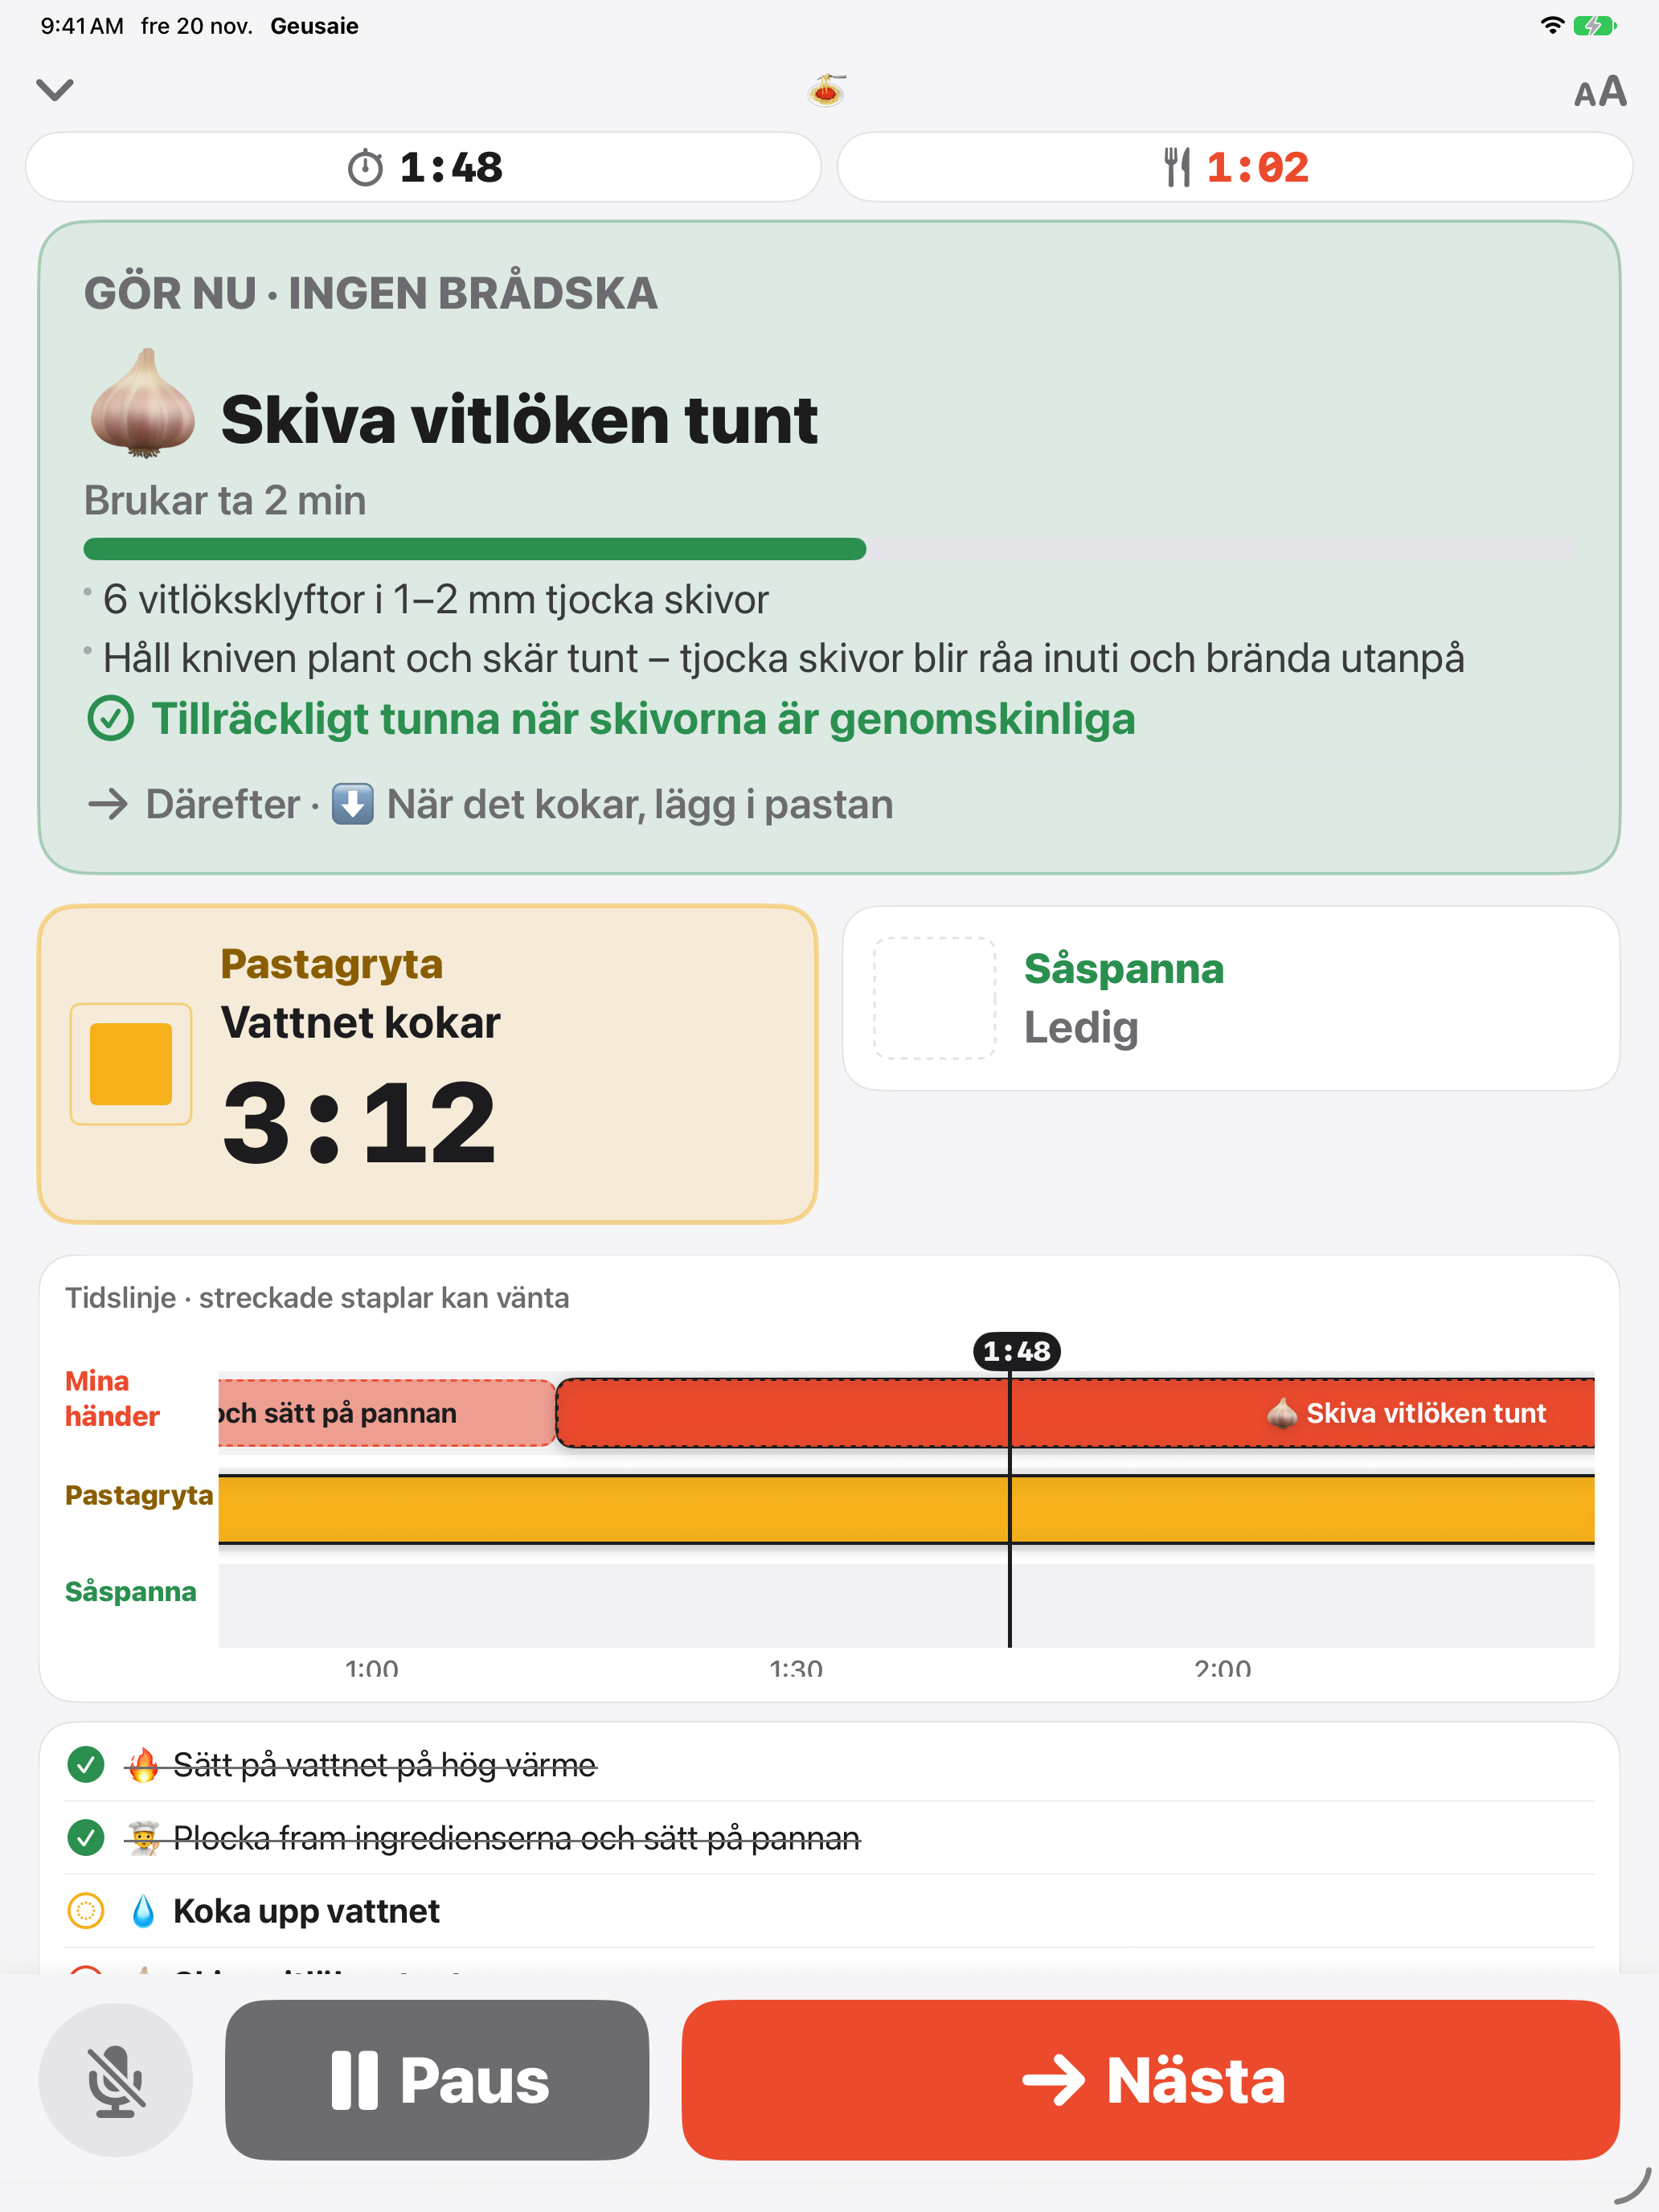 9:41 AM fre 20 nov. Geusaie
AA
1:48
1:02
GÖR NU · INGEN BRÅDSKA
Skiva vitlöken tunt
Brukar ta 2 min
6 vitlöksklyftor i 1–2 mm tjocka skivor
Håll kniven plant och skär tunt – tjocka skivor blir råa inuti och brända utanpå
Tillräckligt tunna när skivorna är genomskinliga
Därefter · När det kokar, lägg i pastan
Pastagryta
Vattnet kokar
3:12
Såspanna
Ledig
Tidslinje · streckade staplar kan vänta
1:48
Mina
händer
och sätt på pannan
Skiva vitlöken tunt
Pastagryta
Såspanna
1:00 1:30 2:00
Sätt på vattnet på hög värme
Plocka fram ingredienserna och sätt på pannan
Koka upp vattnet
Paus
Nästa